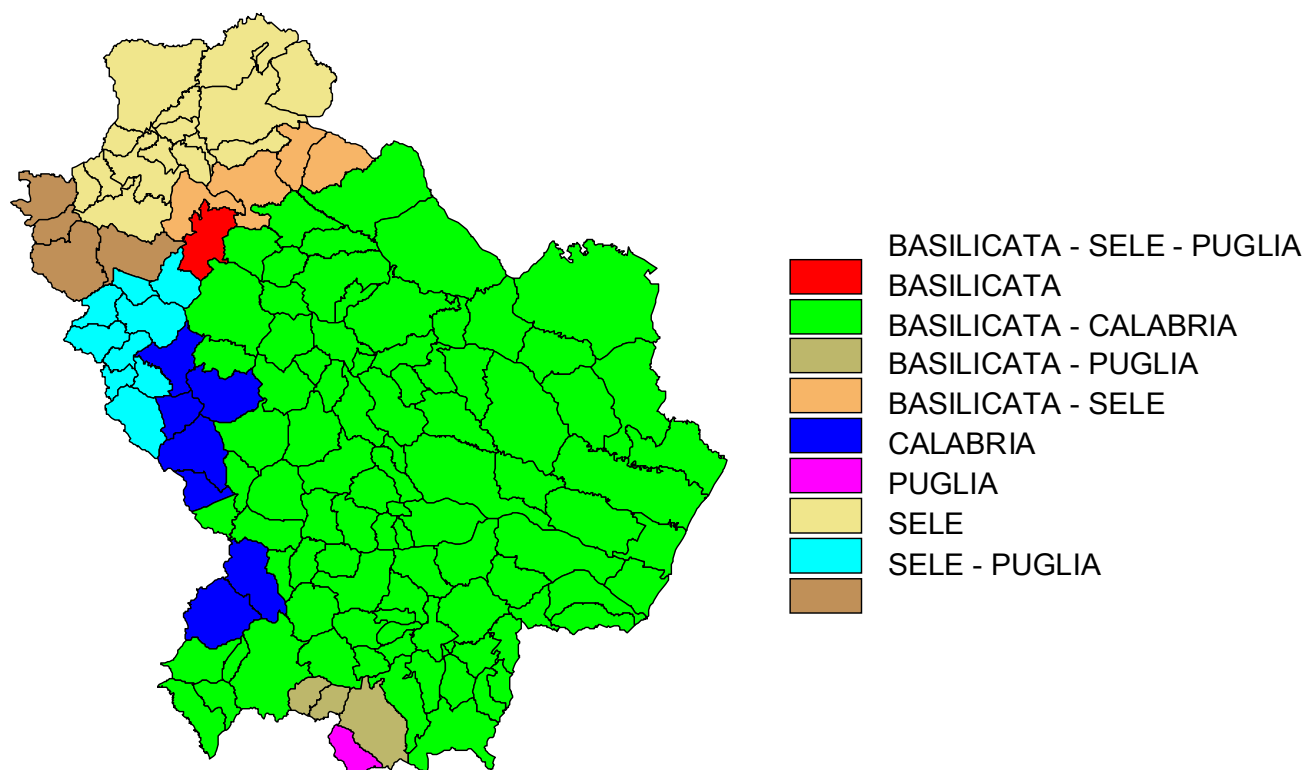 BASILICATA - SELE - PUGLIA
BASILICATA
BASILICATA - CALABRIA
BASILICATA - PUGLIA
BASILICATA - SELE
CALABRIA
PUGLIA
SELE
SELE - PUGLIA